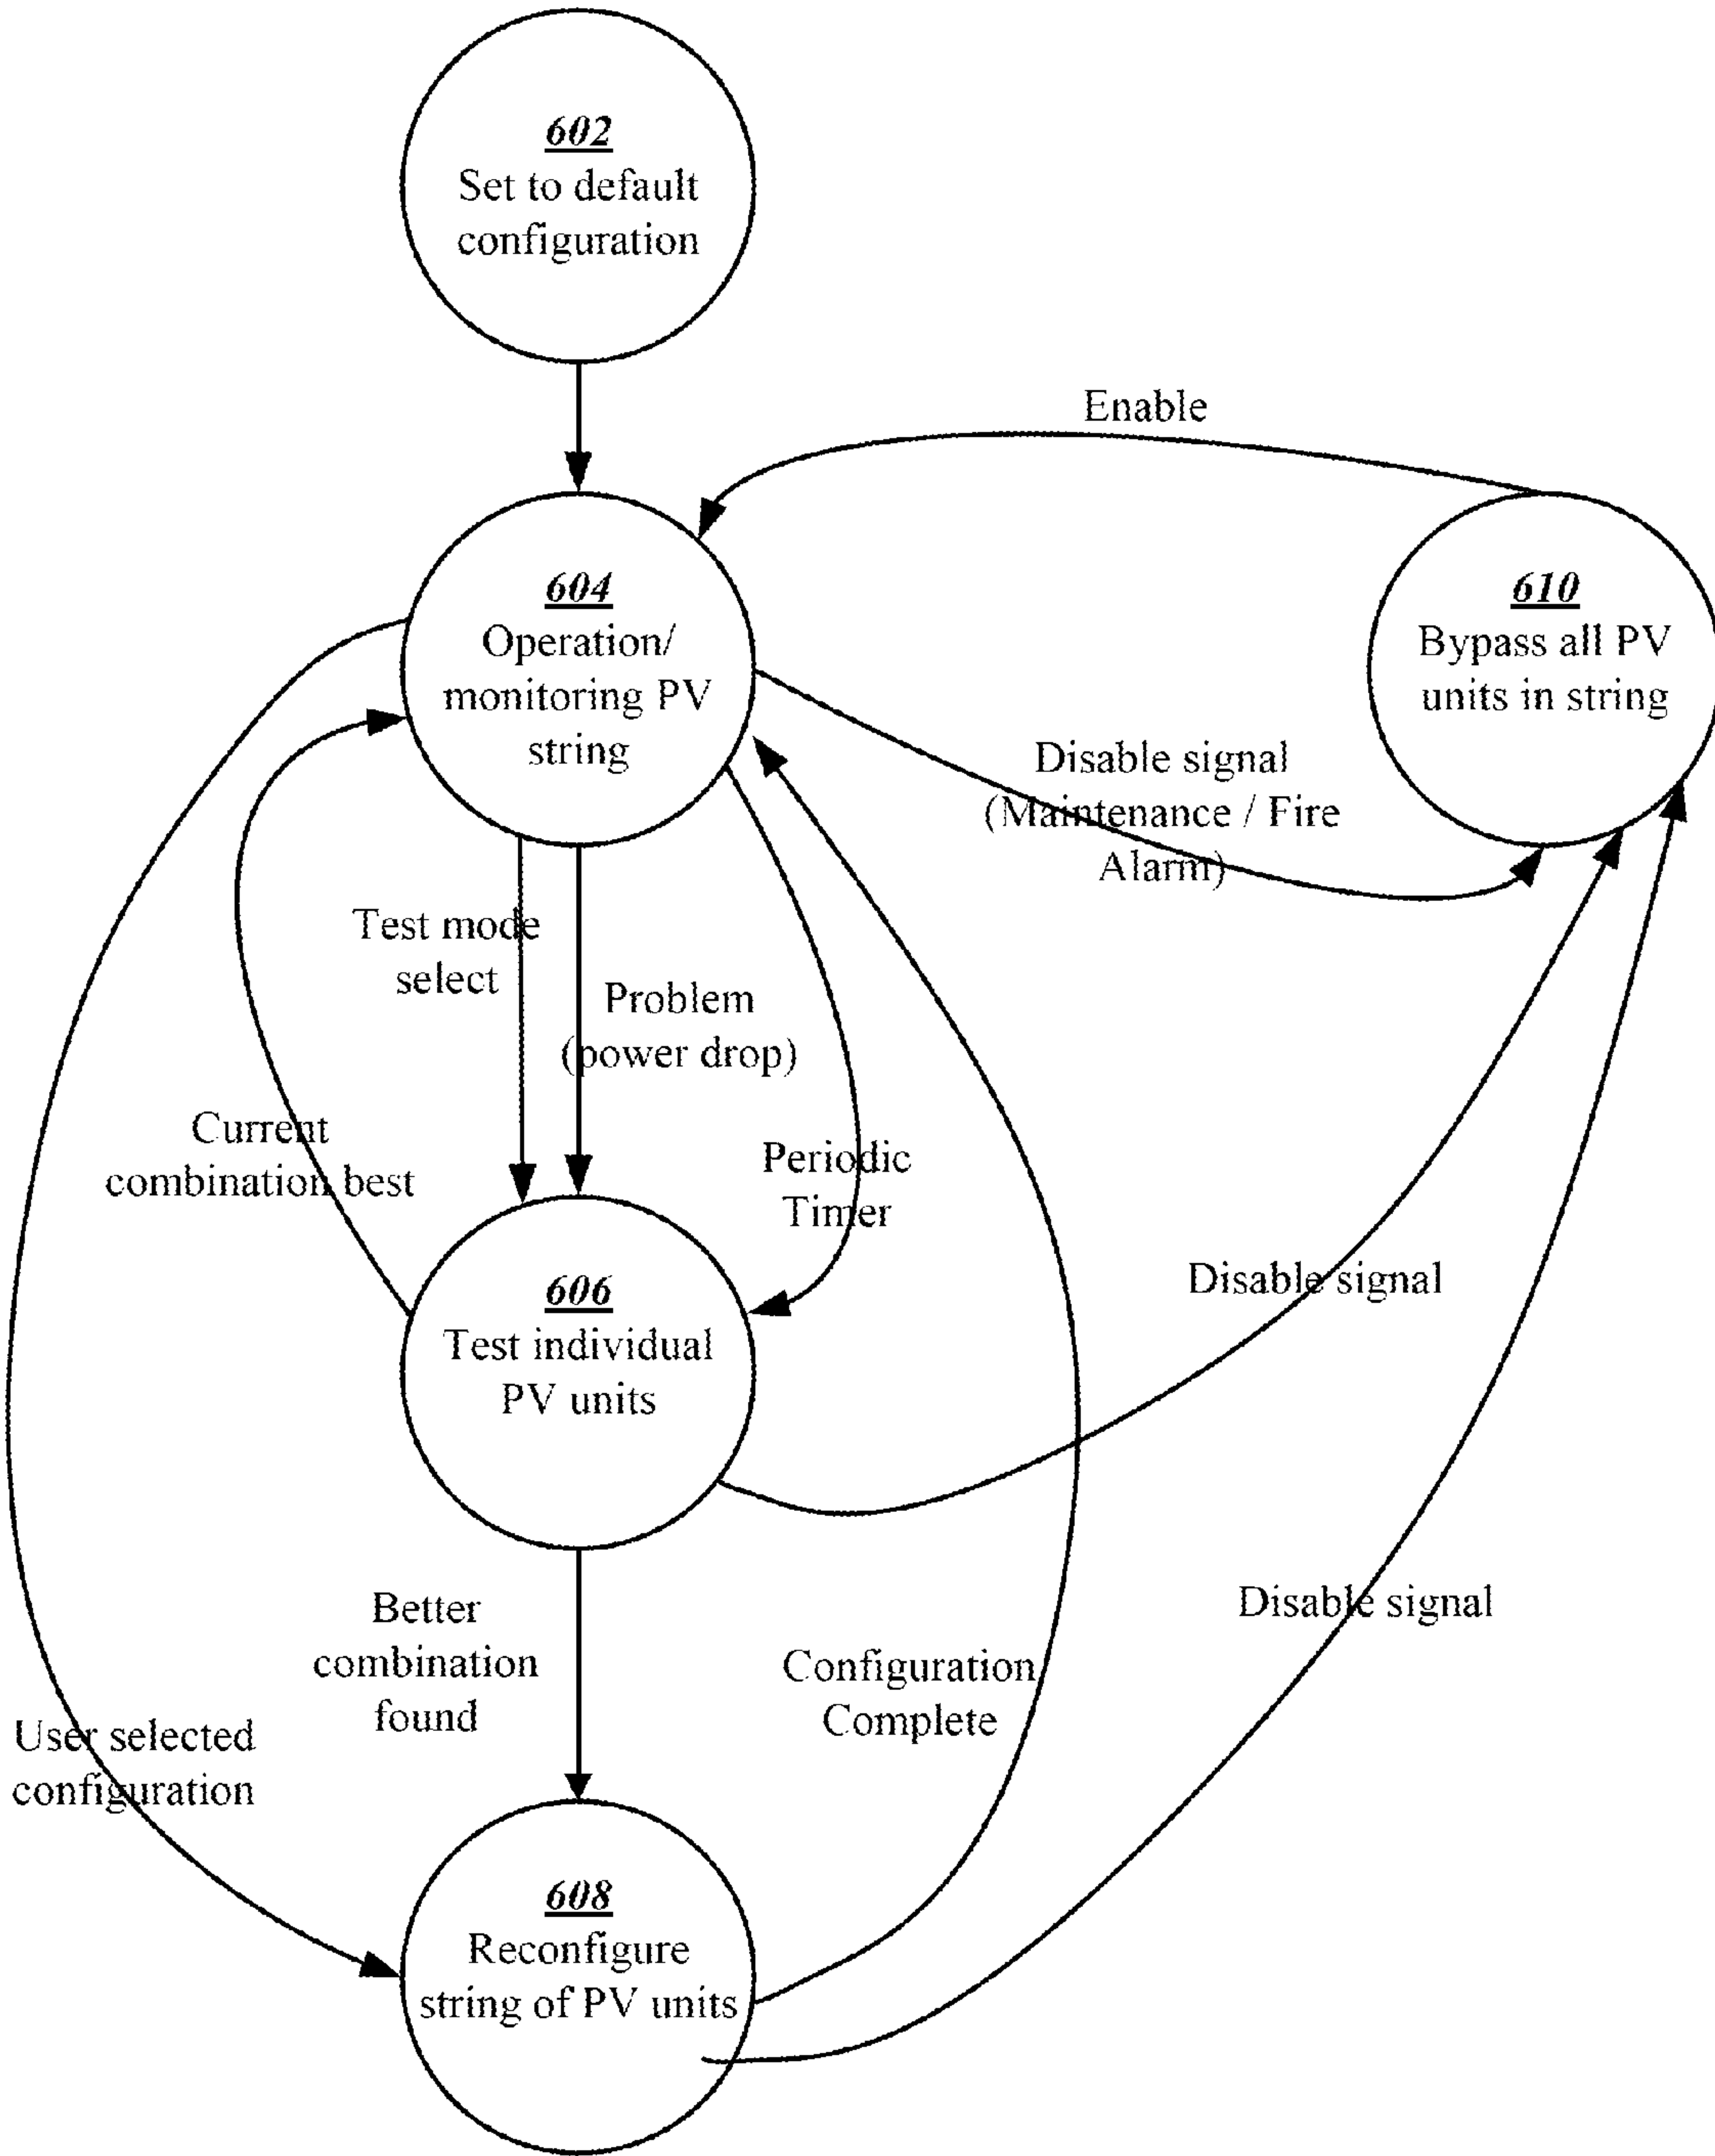 602
Set to default
configuration
Enable
604
Operation/
monitoring PV
string
610
Bypass all PV
units in string
Disable signal
(Maintenance / Fire
Alarm)
Test mode
select
Problem
(power drop)
Current
combination best
Periodic
Timer
606
Test individual
PV units
Disable signal
Better
combination
found
Disable signal
Configuration
Complete
User selected
configuration
608
Reconfigure
string of PV units